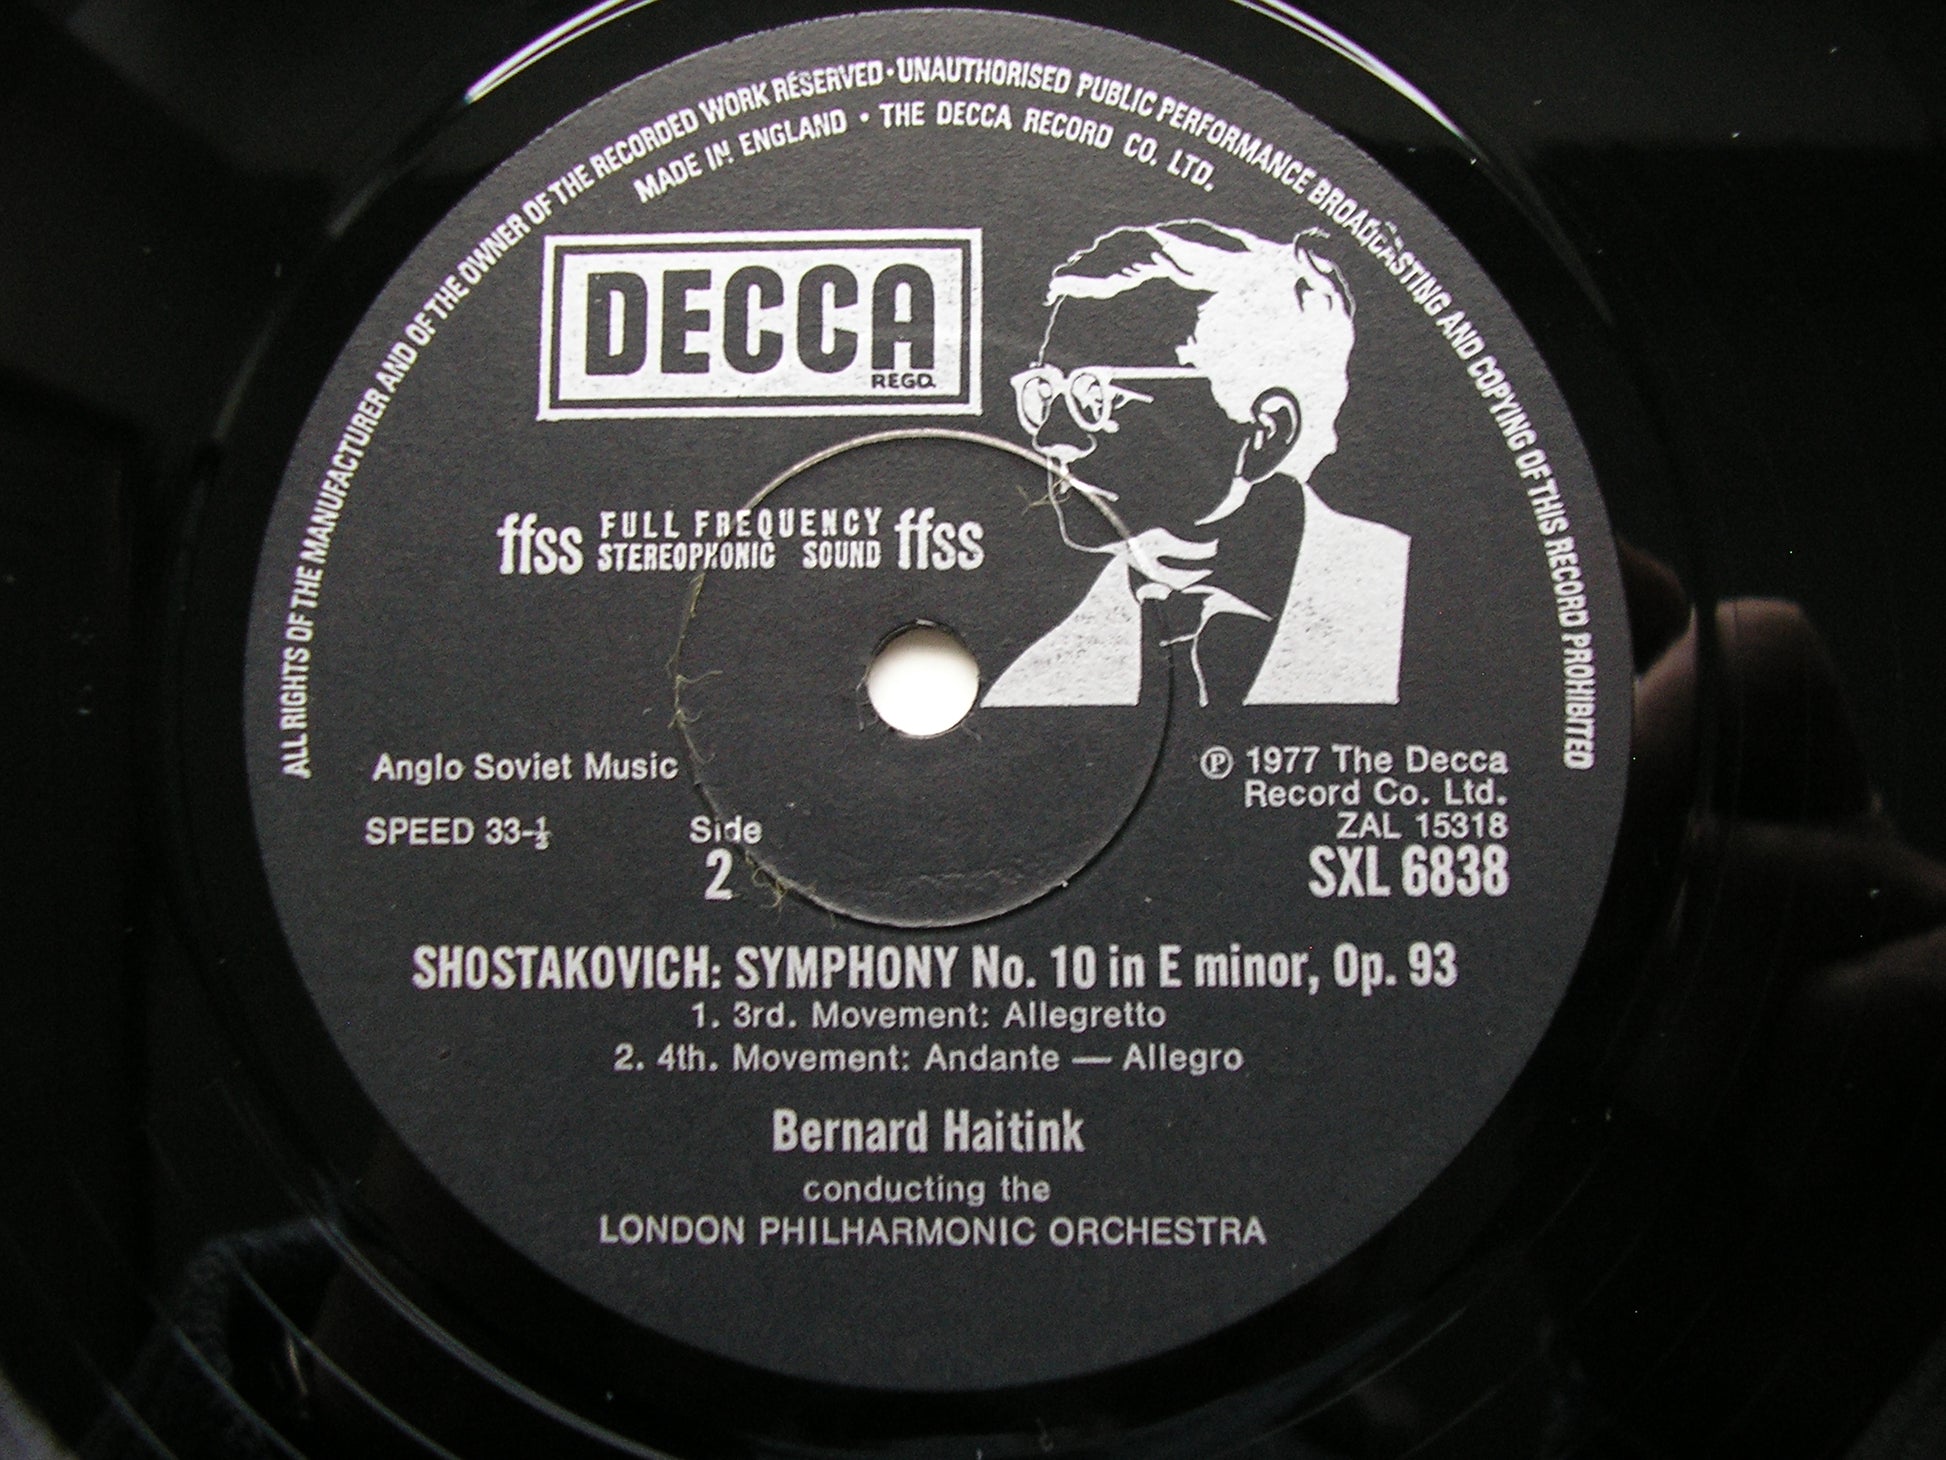 ALL RIGHTS OF THE MANUFACTURER AND OF THE OWNER OF THE RECORDED WORK RESERVED · UNAUTHORISED PUBLIC PERFORMANCE BROADCASTING AND COPYING OF THIS RECORD PROHIBITED
MADE IN ENGLAND · THE DECCA RECORD CO. LTD.
DECCA
REGD.
ffss FULL FREQUENCY STEREOPHONIC SOUND ffss
Anglo Soviet Music
℗ 1977 The Decca
Record Co. Ltd.
SPEED 33-⅓
Side
2
ZAL 15318
SXL 6838
SHOSTAKOVICH: SYMPHONY No. 10 in E minor, Op. 93
1. 3rd. Movement: Allegretto
2. 4th. Movement: Andante — Allegro
Bernard Haitink
conducting the
LONDON PHILHARMONIC ORCHESTRA